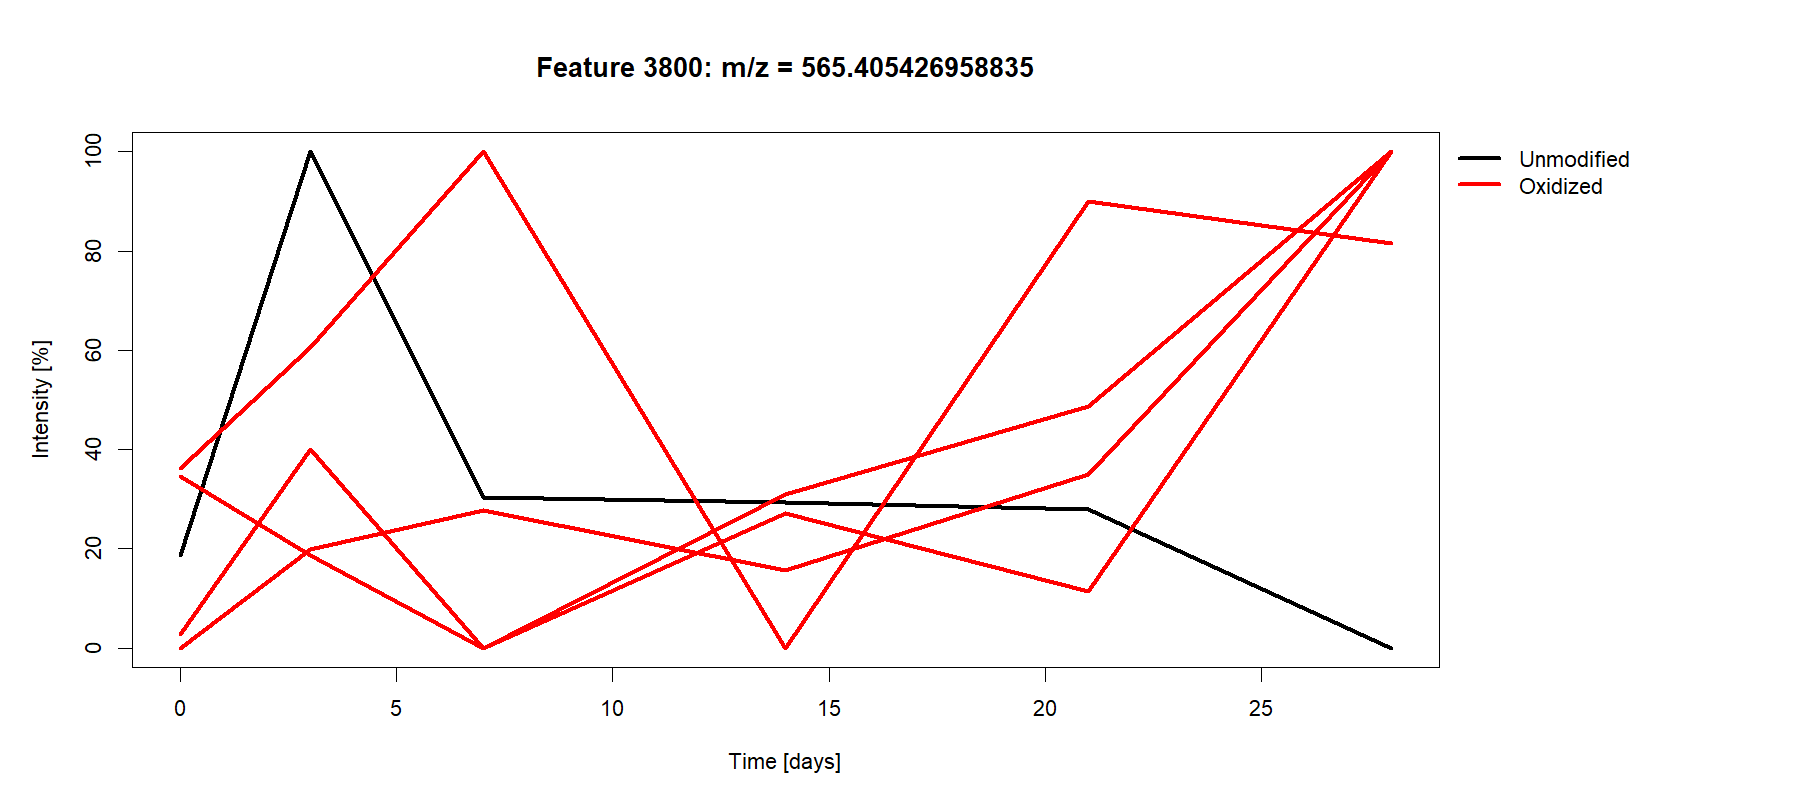 Feature 3800: m/z = 565.405426958835
Unmodified
Oxidized
Intensity [%]
100
80
60
40
20
0
0 5 10 15 20 25
Time [days]